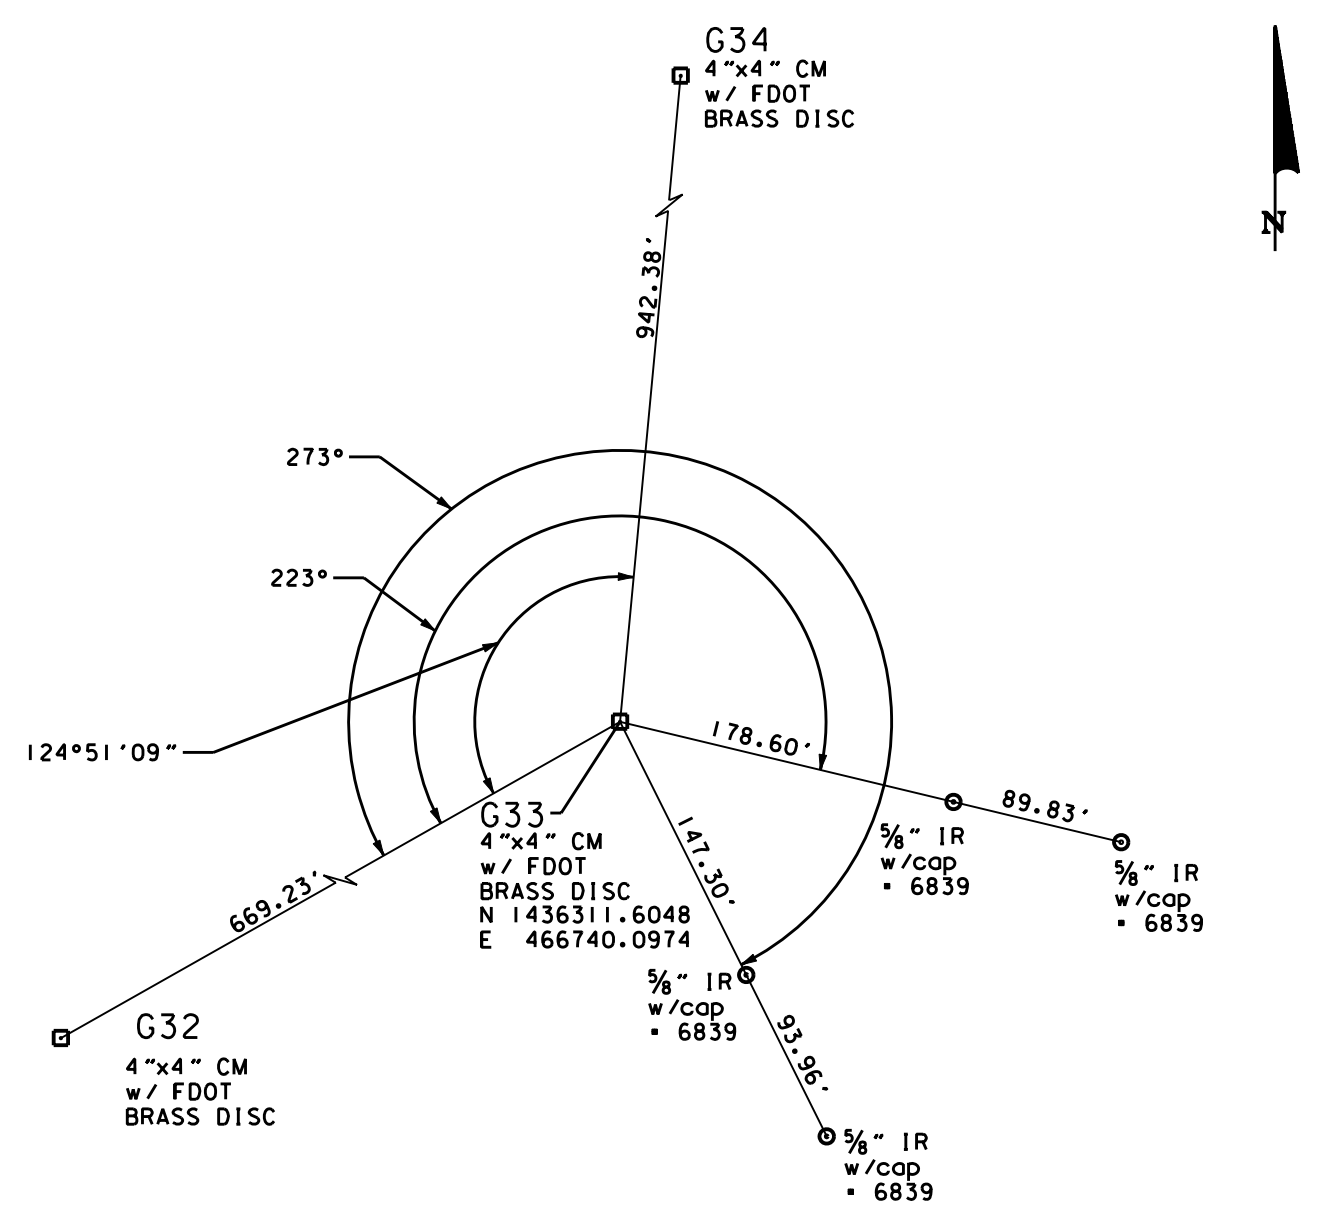 G34
4"x4" CM
w/ FDOT
BRASS DISC
N
942.38'
273°
223°
124°51'09"
178.60'
89.83'
G33
4"x4" CM
w/ FDOT
BRASS DISC
N 1436311.6048
E 466740.0974
5/8" IR
w/cap
▪ 6839
5/8" IR
w/cap
▪ 6839
147.30'
669.23'
5/8" IR
w/cap
▪ 6839
G32
4"x4" CM
w/ FDOT
BRASS DISC
93.96'
5/8" IR
w/cap
▪ 6839